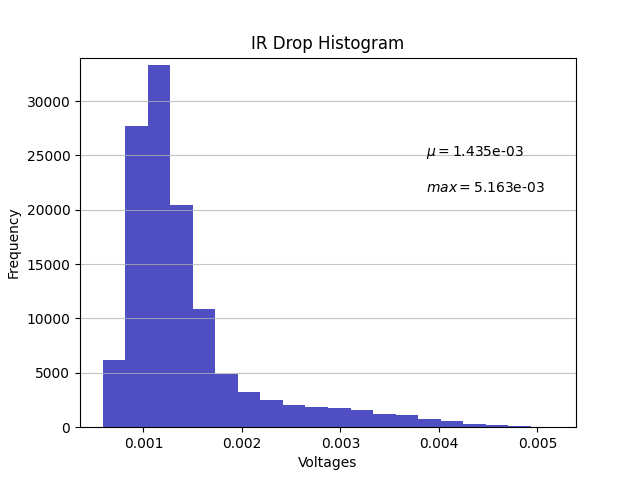 IR Drop Histogram
30000
25000
20000
15000
10000
5000
0
Frequency
μ = 1.435e-03
max = 5.163e-03
0.001 0.002 0.003 0.004 0.005
Voltages